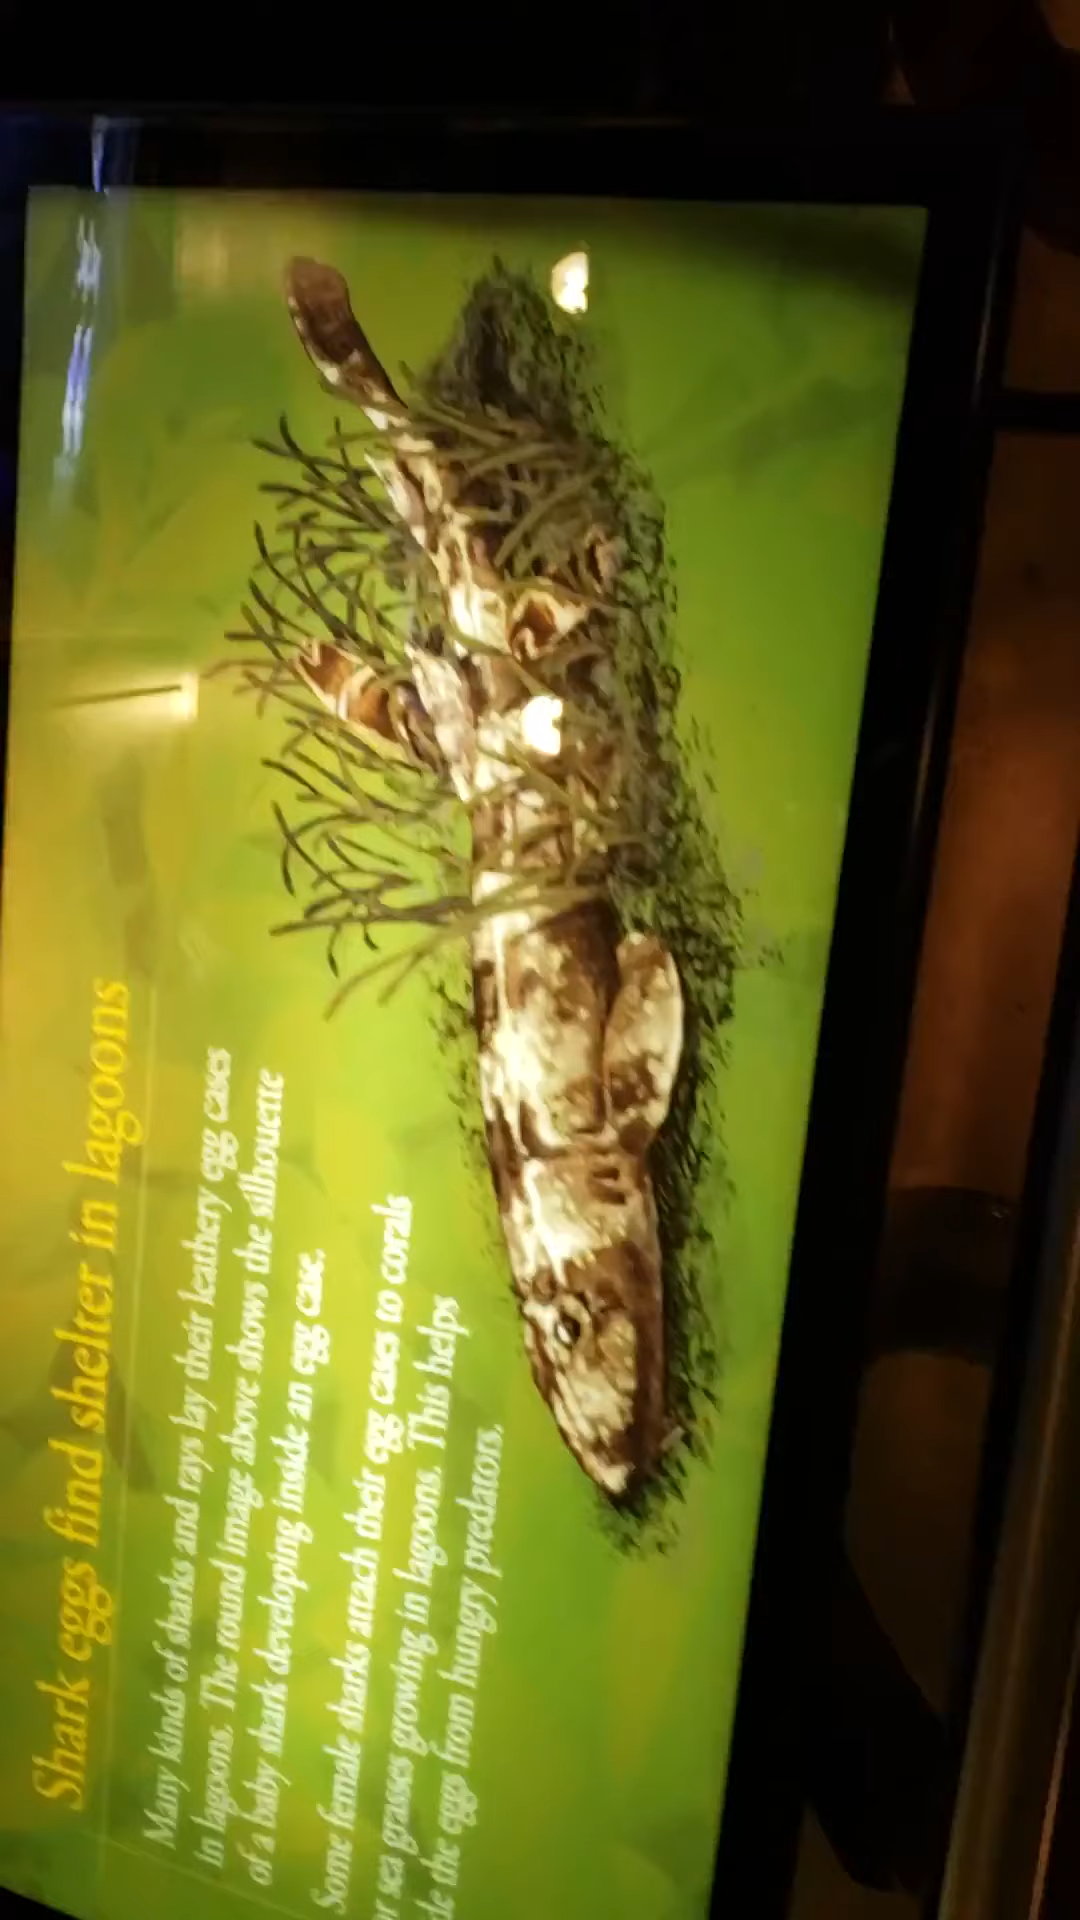 Shark eggs find shelter in lagoons
Many kinds of sharks and rays lay their leathery egg cases
in lagoons. The round image above shows the silhouette
of a baby shark developing inside an egg case.
Some female sharks attach their egg cases to corals
or sea grasses growing in lagoons. This helps
de the eggs from hungry predators.